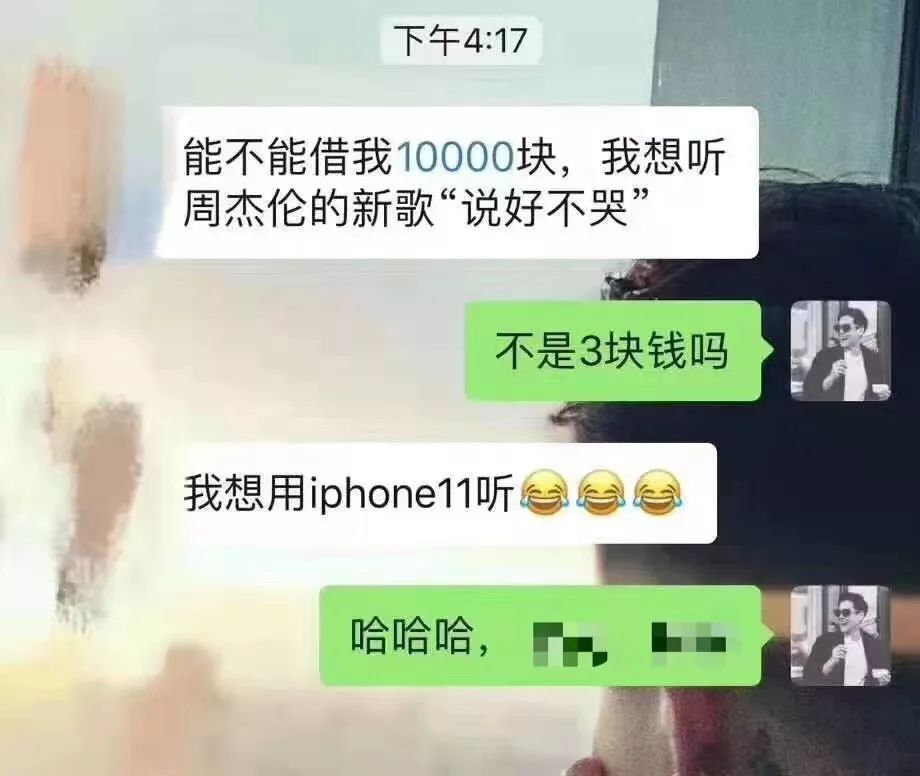 下午4:17
能不能借我10000块，我想听
周杰伦的新歌“说好不哭”
不是3块钱吗
我想用iphone11听😂😂😂
哈哈哈，